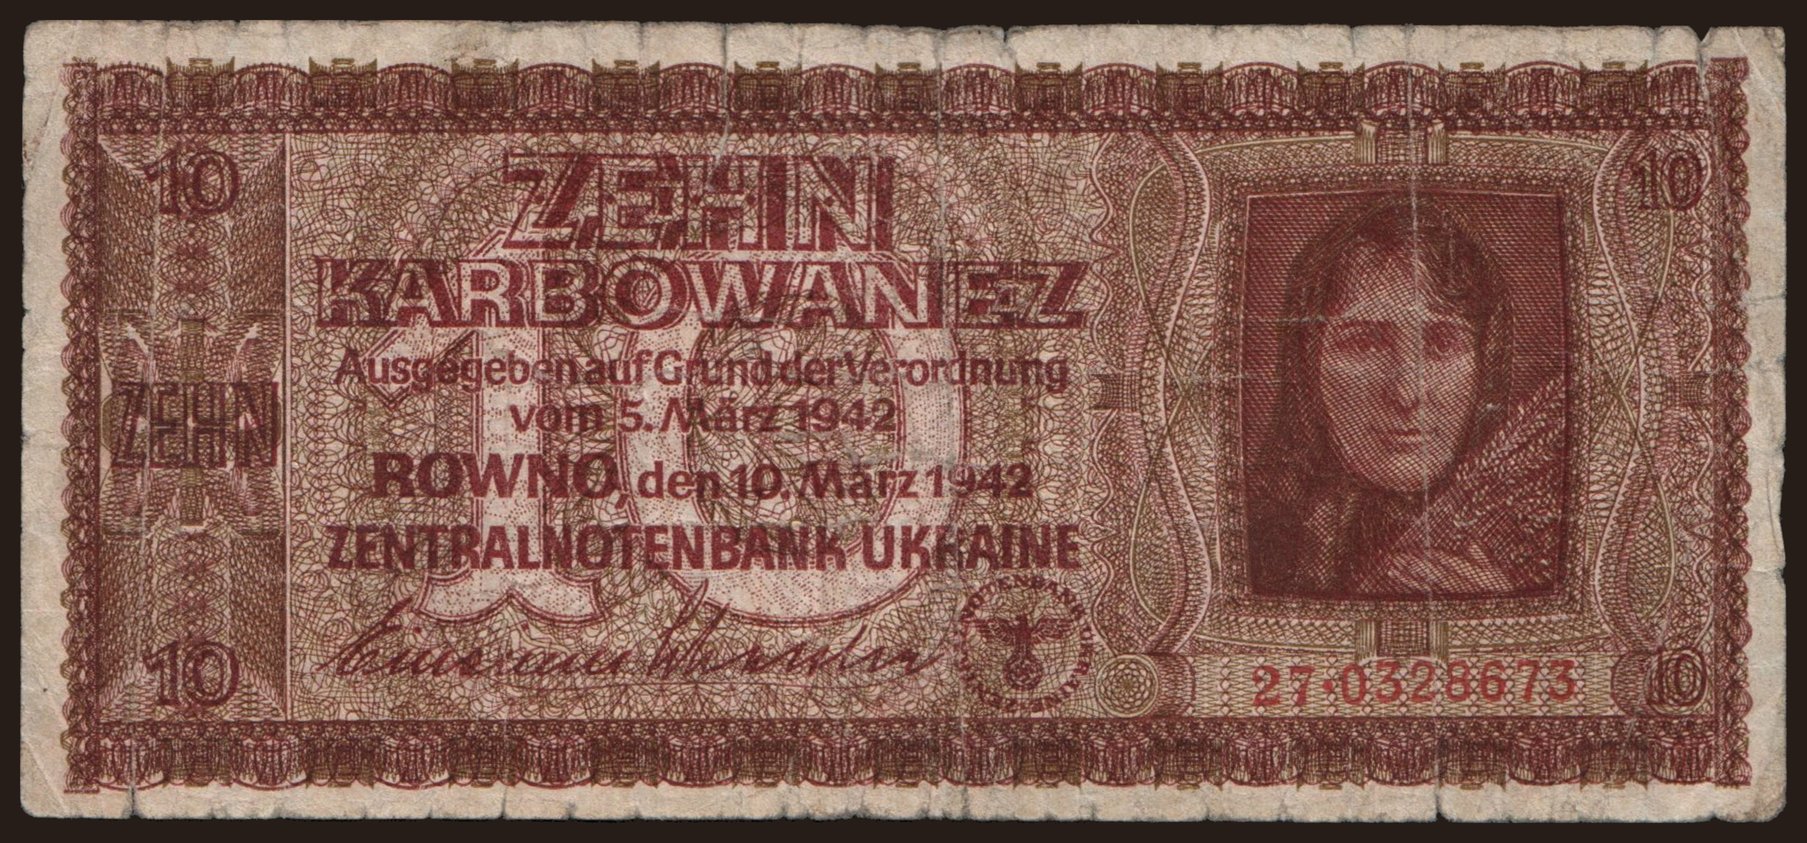 10
ZEHN
10
ZEHN
KARBOWANEZ
Ausgegeben auf Grund der Verordnung
vom 5. März 1942
ROWNO, den 10. März 1942
ZENTRALNOTENBANK UKRAINE
10
27·0328673
10